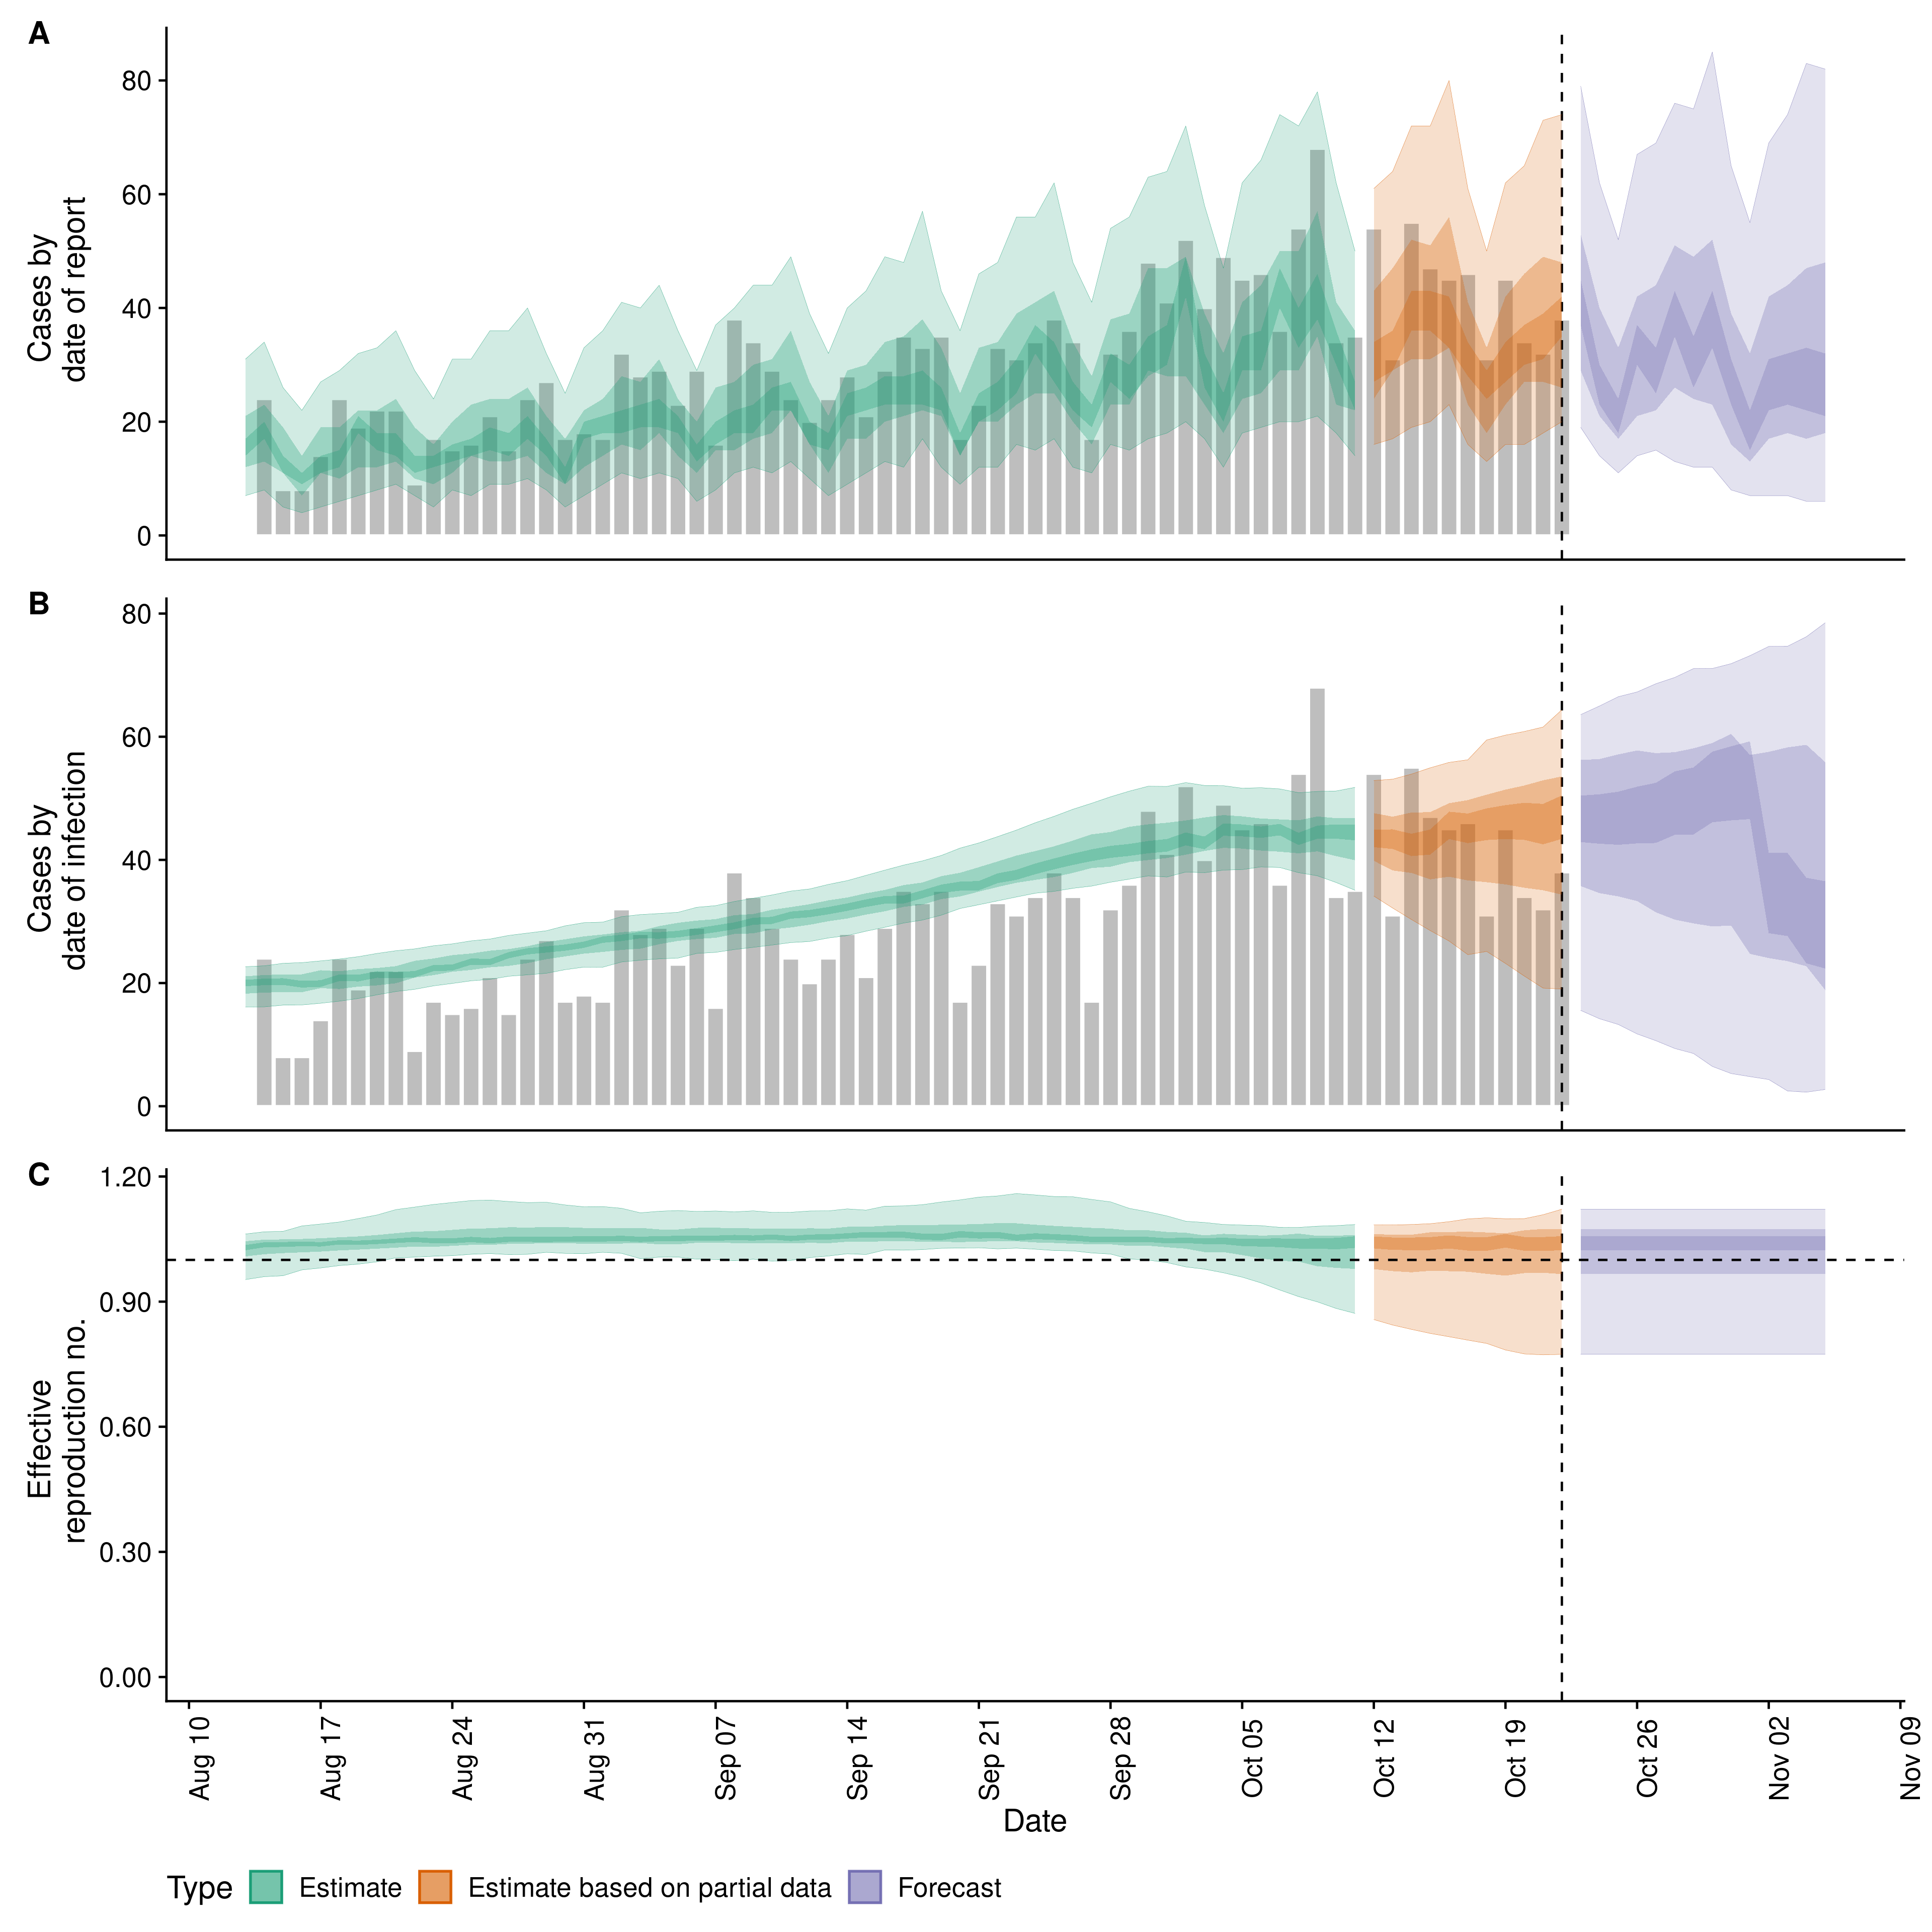 A
80
60
40
20
0
Cases by
date of report
B
80
60
40
20
0
Cases by
date of infection
C
1.20
0.90
0.60
0.30
0.00
Effective
reproduction no.
Aug 10
Aug 17
Aug 24
Aug 31
Sep 07
Sep 14
Sep 21
Sep 28
Oct 05
Oct 12
Oct 19
Oct 26
Nov 02
Nov 09
Date
Type Estimate Estimate based on partial data Forecast